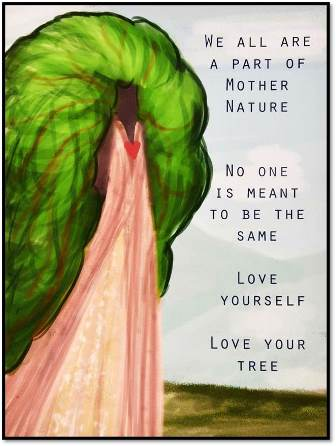 We all are
a part of
Mother
Nature
No one
is meant
to be the
same
Love
yourself
Love your
tree